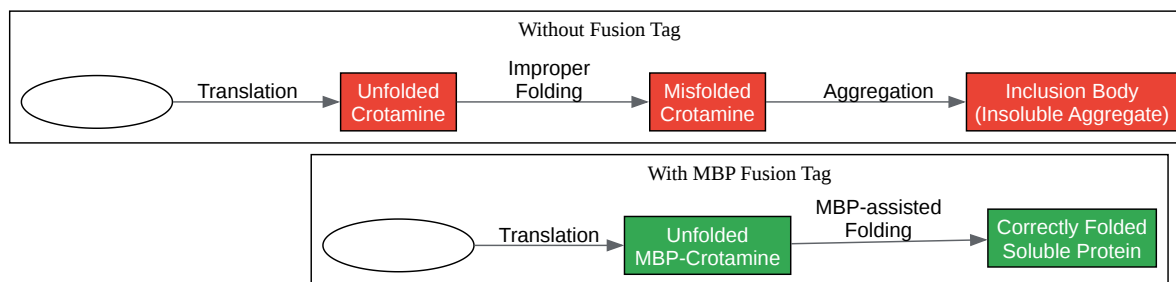 Without Fusion Tag
Translation
Unfolded
Crotamine
Improper
Folding
Misfolded
Crotamine
Aggregation
Inclusion Body
(Insoluble Aggregate)
With MBP Fusion Tag
Translation
Unfolded
MBP-Crotamine
MBP-assisted
Folding
Correctly Folded
Soluble Protein